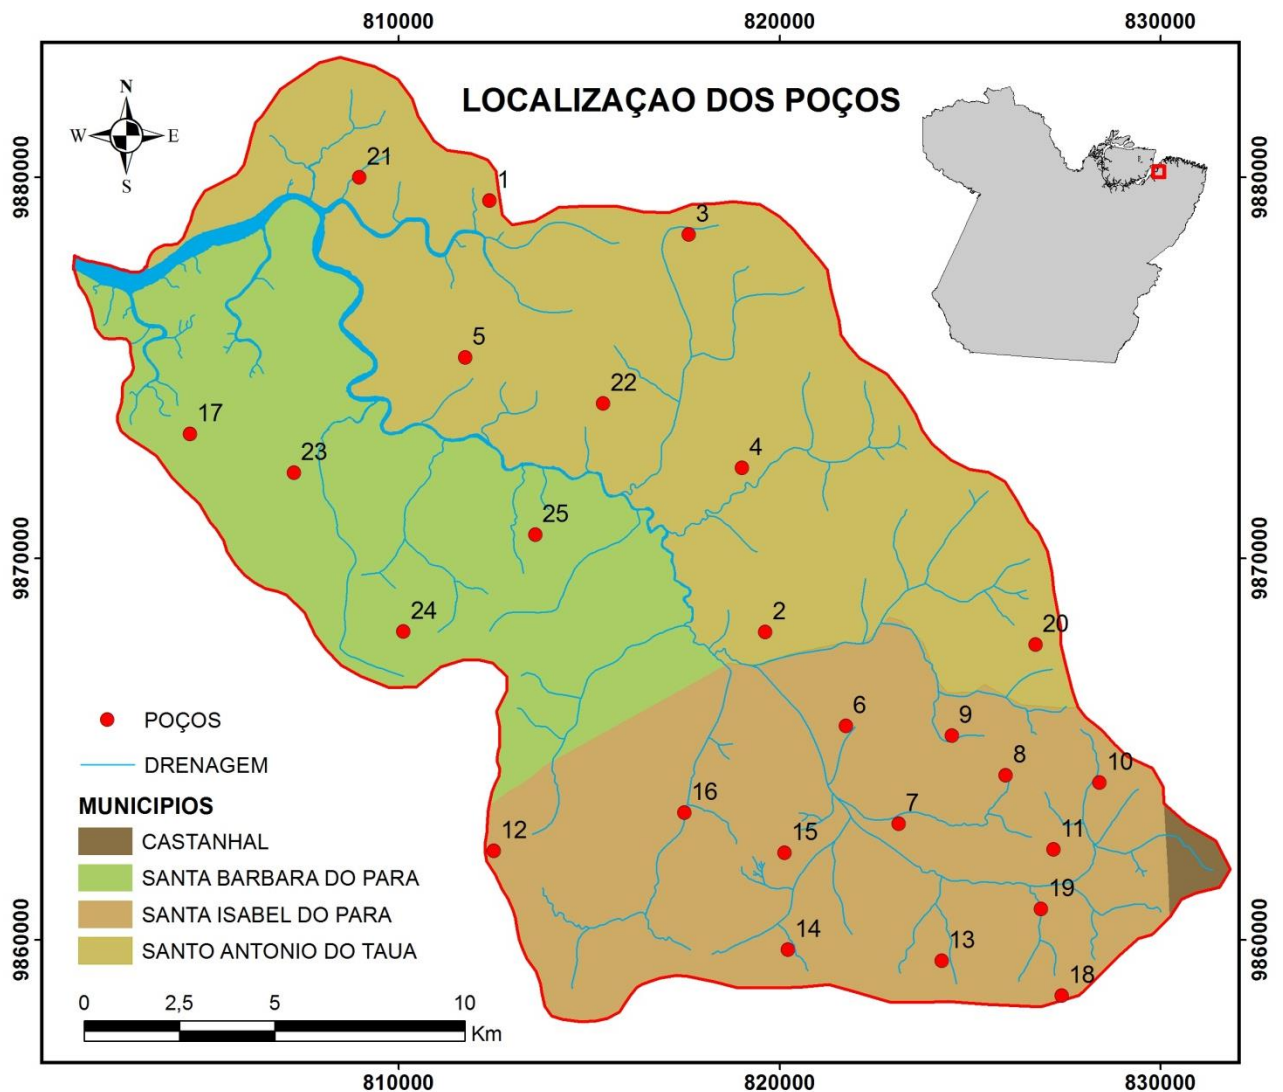 810000
820000
830000
LOCALIZAÇAO DOS POÇOS
N
W
E
S
9880000
9880000
21
1
3
5
22
17
4
23
25
9870000
9870000
24
2
20
6
9
8
10
16
7
12
15
11
19
14
13
18
POÇOS
DRENAGEM
MUNICIPIOS
CASTANHAL
SANTA BARBARA DO PARA
SANTA ISABEL DO PARA
SANTO ANTONIO DO TAUA
9860000
9860000
0 2,5 5 10
Km
810000
820000
830000